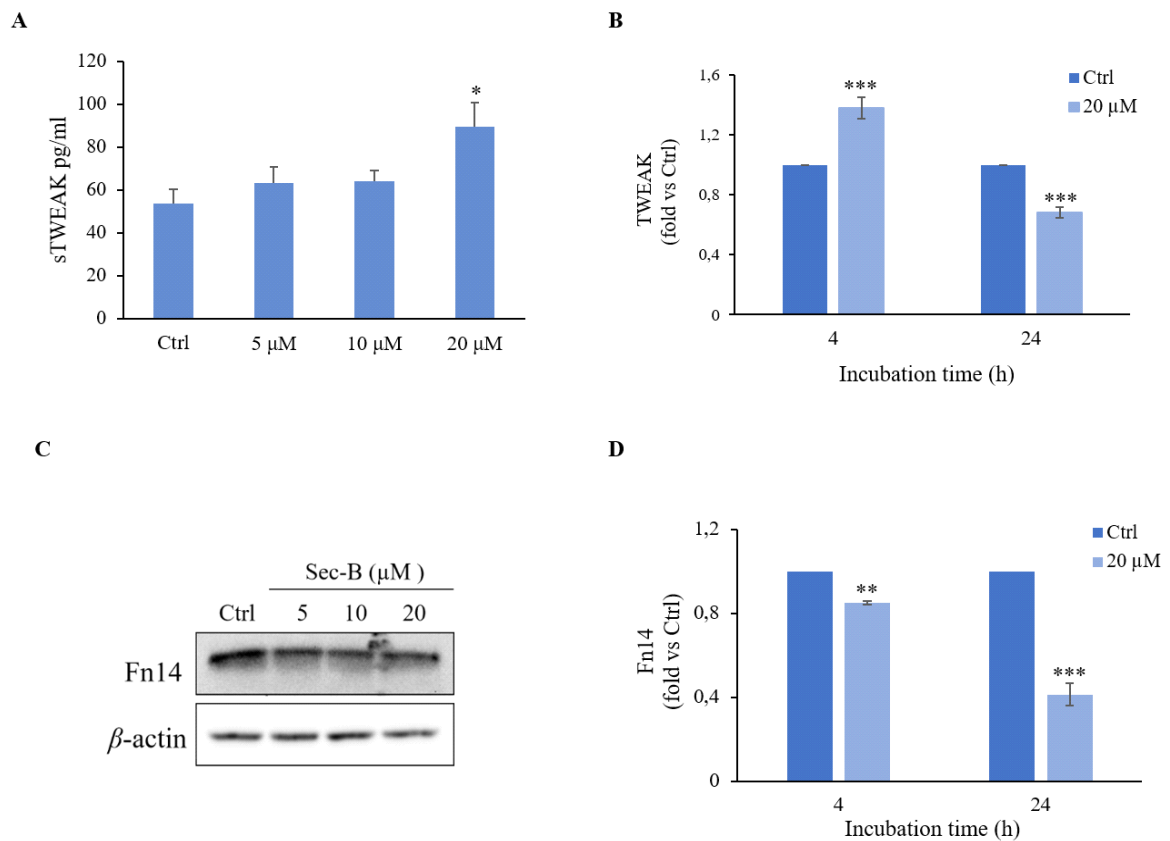 A
120
100
80
60
40
20
0
sTWEAK pg/ml
*
Ctrl
5 μM
10 μM
20 μM
B
1,6
1,2
0,8
0,4
0
TWEAK
(fold vs Ctrl)
Ctrl
20 μM
***
***
4
24
Incubation time (h)
C
Sec-B (μM )
Ctrl
5
10
20
Fn14
β-actin
D
1,2
0,8
0,4
0
Fn14
(fold vs Ctrl)
Ctrl
20 μM
**
***
4
24
Incubation time (h)